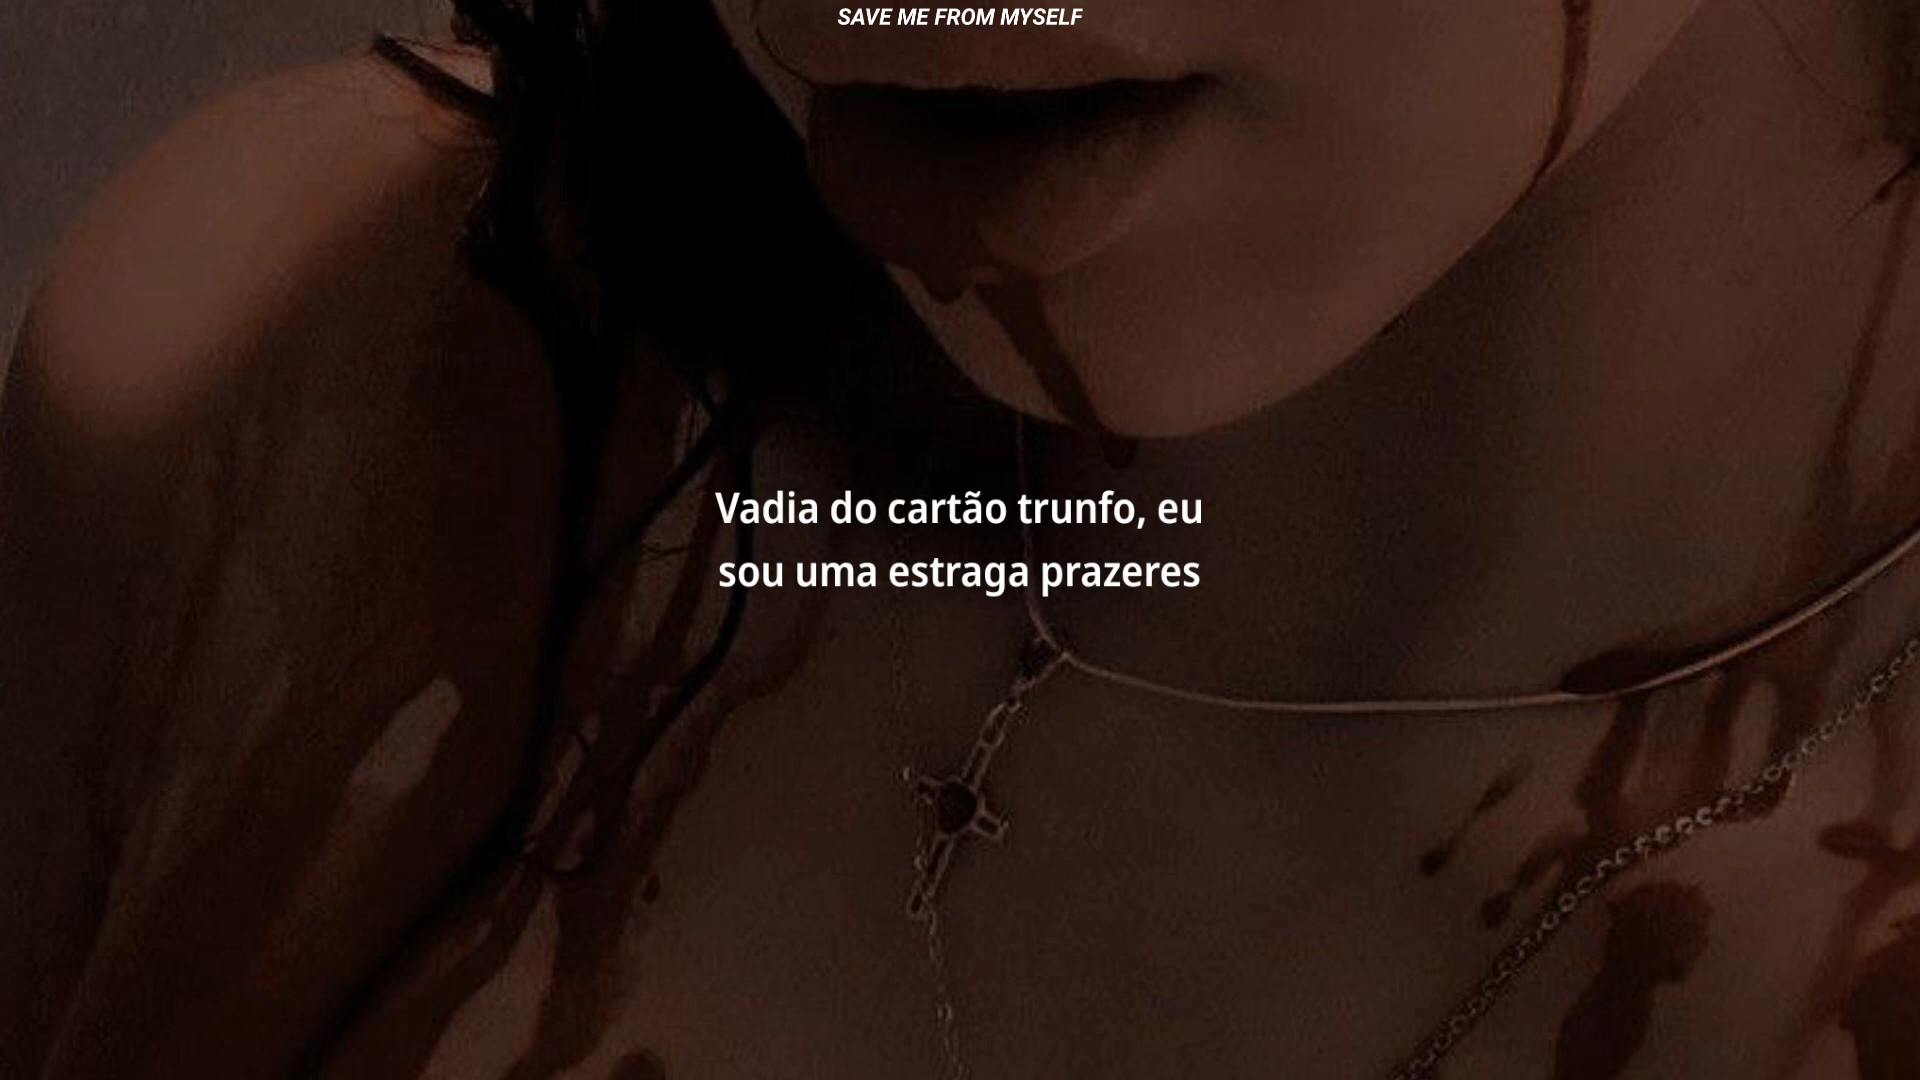 SAVE ME FROM MYSELF
Vadia do cartão trunfo, eu
sou uma estraga prazeres